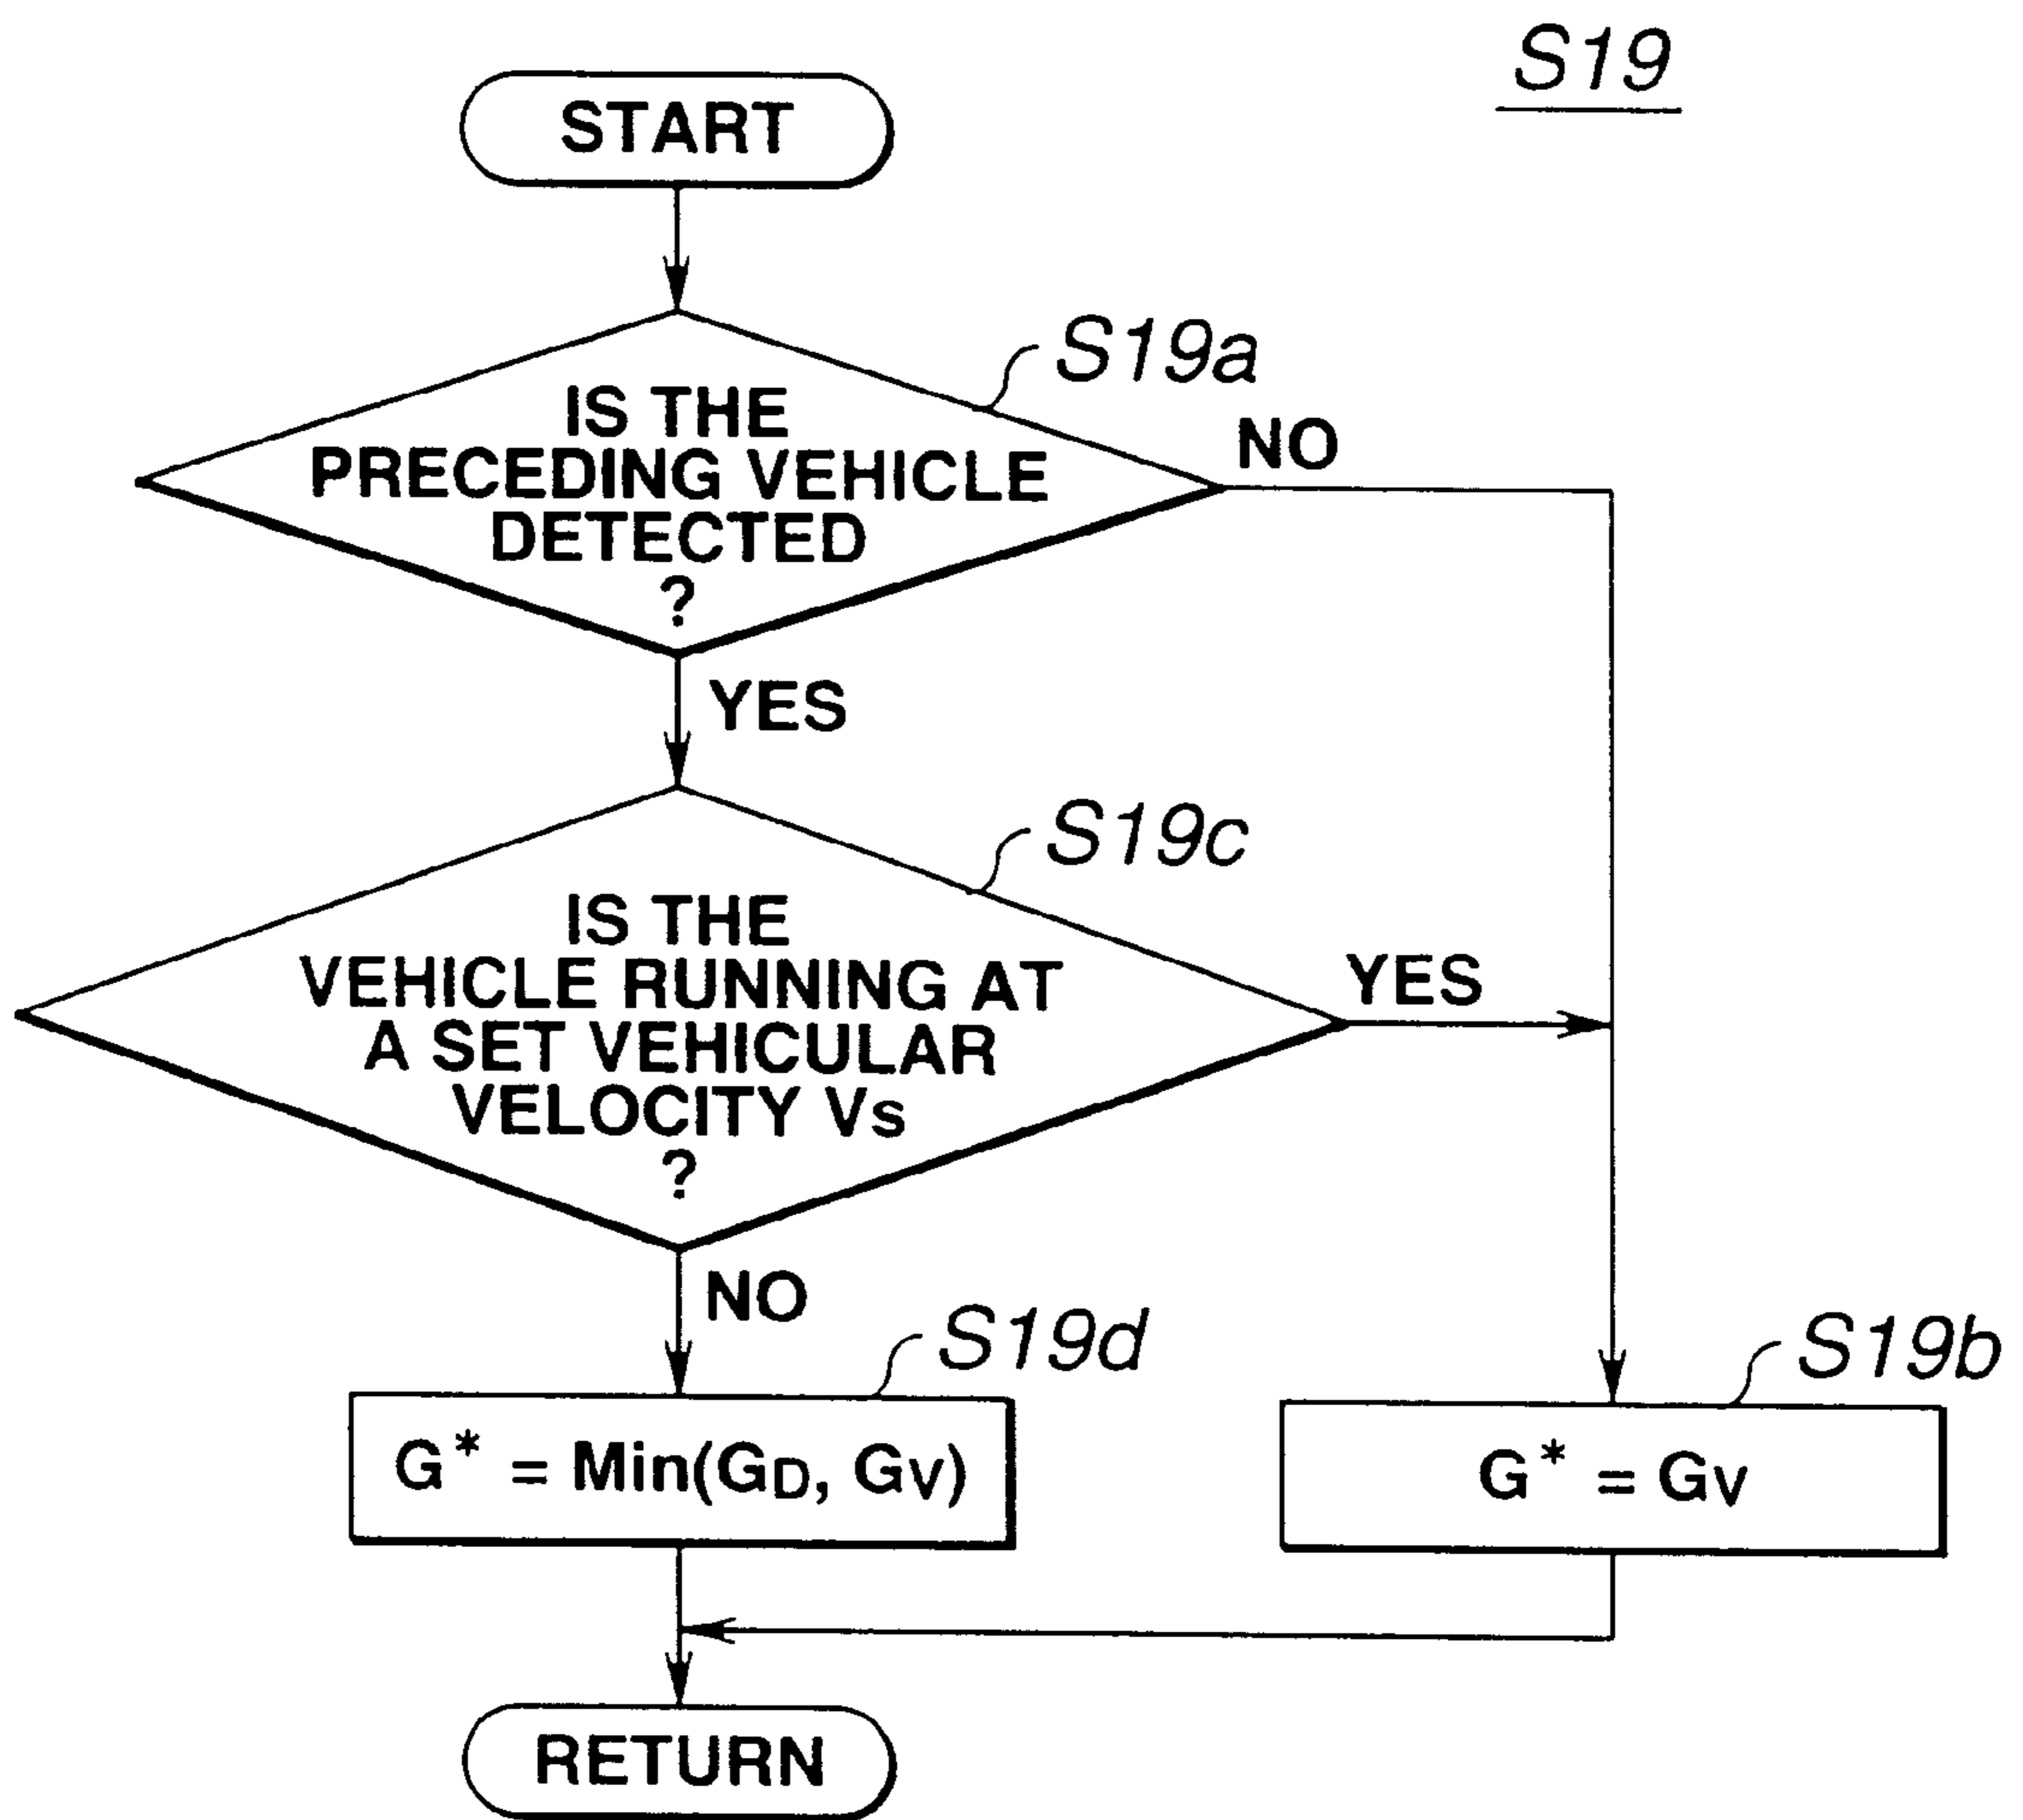 S19
START
S19a
IS THE
PRECEDING VEHICLE
DETECTED
?
NO
YES
S19c
IS THE
VEHICLE RUNNING AT
A SET VEHICULAR
VELOCITY Vs
?
YES
NO
S19d
G* = Min(GD, GV)
S19b
G* = GV
RETURN